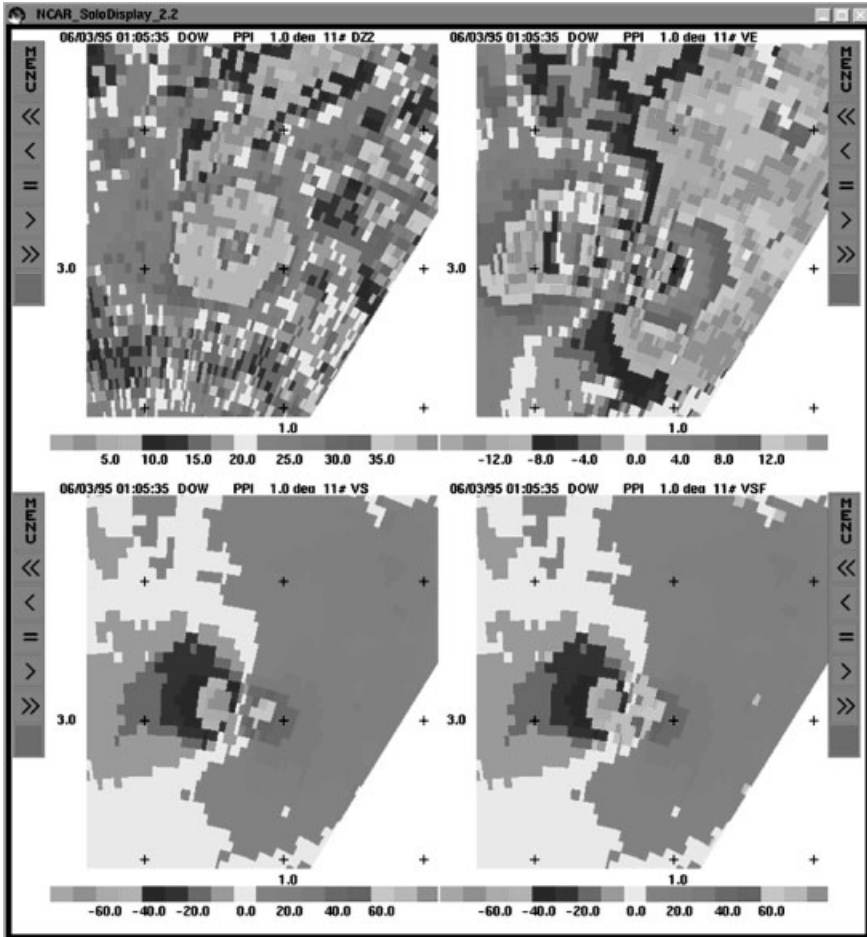 NCAR_SoloDisplay_2.2
06/03/95 01:05:35 DOW PPI 1.0 deg 11# DZ2
06/03/95 01:05:35 DOW PPI 1.0 deg 11# VE
MENU
<<
<
=
>
>>
MENU
<<
<
=
>
>>
3.0
3.0
1.0
1.0
5.0 10.0 15.0 20.0 25.0 30.0 35.0
-12.0 -8.0 -4.0 0.0 4.0 8.0 12.0
06/03/95 01:05:35 DOW PPI 1.0 deg 11# VS
06/03/95 01:05:35 DOW PPI 1.0 deg 11# VSF
MENU
<<
<
=
>
>>
MENU
<<
<
=
>
>>
3.0
3.0
1.0
1.0
-60.0 -40.0 -20.0 0.0 20.0 40.0 60.0
-60.0 -40.0 -20.0 0.0 20.0 40.0 60.0